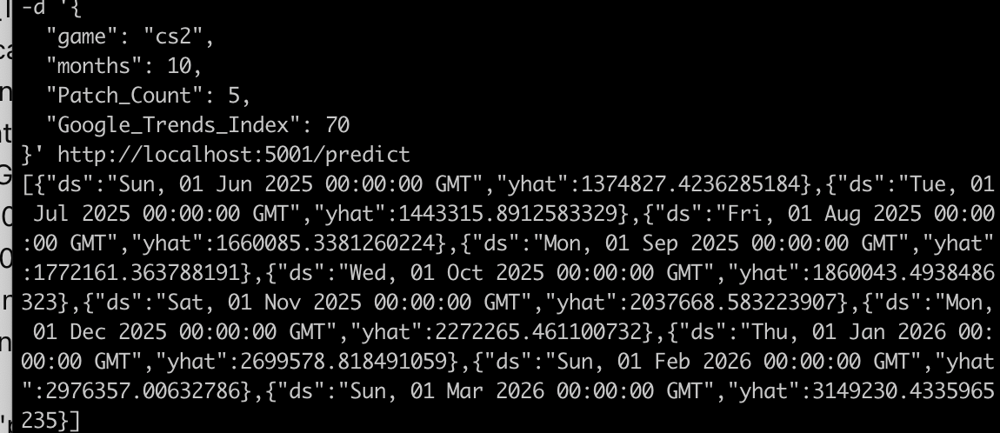 -d '{
  "game": "cs2",
  "months": 10,
  "Patch_Count": 5,
  "Google_Trends_Index": 70
}' http://localhost:5001/predict
[{"ds":"Sun, 01 Jun 2025 00:00:00 GMT","yhat":1374827.4236285184},{"ds":"Tue, 01
 Jul 2025 00:00:00 GMT","yhat":1443315.8912583329},{"ds":"Fri, 01 Aug 2025 00:00
:00 GMT","yhat":1660085.3381260224},{"ds":"Mon, 01 Sep 2025 00:00:00 GMT","yhat"
:1772161.363788191},{"ds":"Wed, 01 Oct 2025 00:00:00 GMT","yhat":1860043.4938486
323},{"ds":"Sat, 01 Nov 2025 00:00:00 GMT","yhat":2037668.583223907},{"ds":"Mon,
 01 Dec 2025 00:00:00 GMT","yhat":2272265.461100732},{"ds":"Thu, 01 Jan 2026 00:
00:00 GMT","yhat":2699578.818491059},{"ds":"Sun, 01 Feb 2026 00:00:00 GMT","yhat
":2976357.00632786},{"ds":"Sun, 01 Mar 2026 00:00:00 GMT","yhat":3149230.4335965
235}]